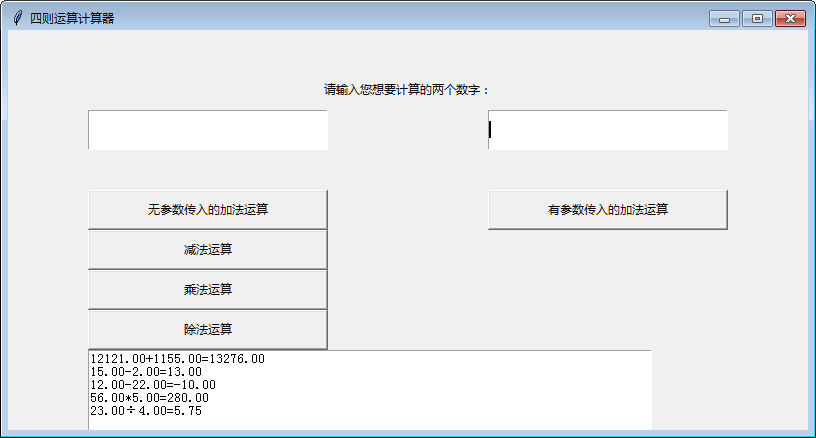 四则运算计算器
请输入您想要计算的两个数字：
无参数传入的加法运算
有参数传入的加法运算
减法运算
乘法运算
除法运算
12121.00+1155.00=13276.00
15.00-2.00=13.00
12.00-22.00=-10.00
56.00*5.00=280.00
23.00÷4.00=5.75